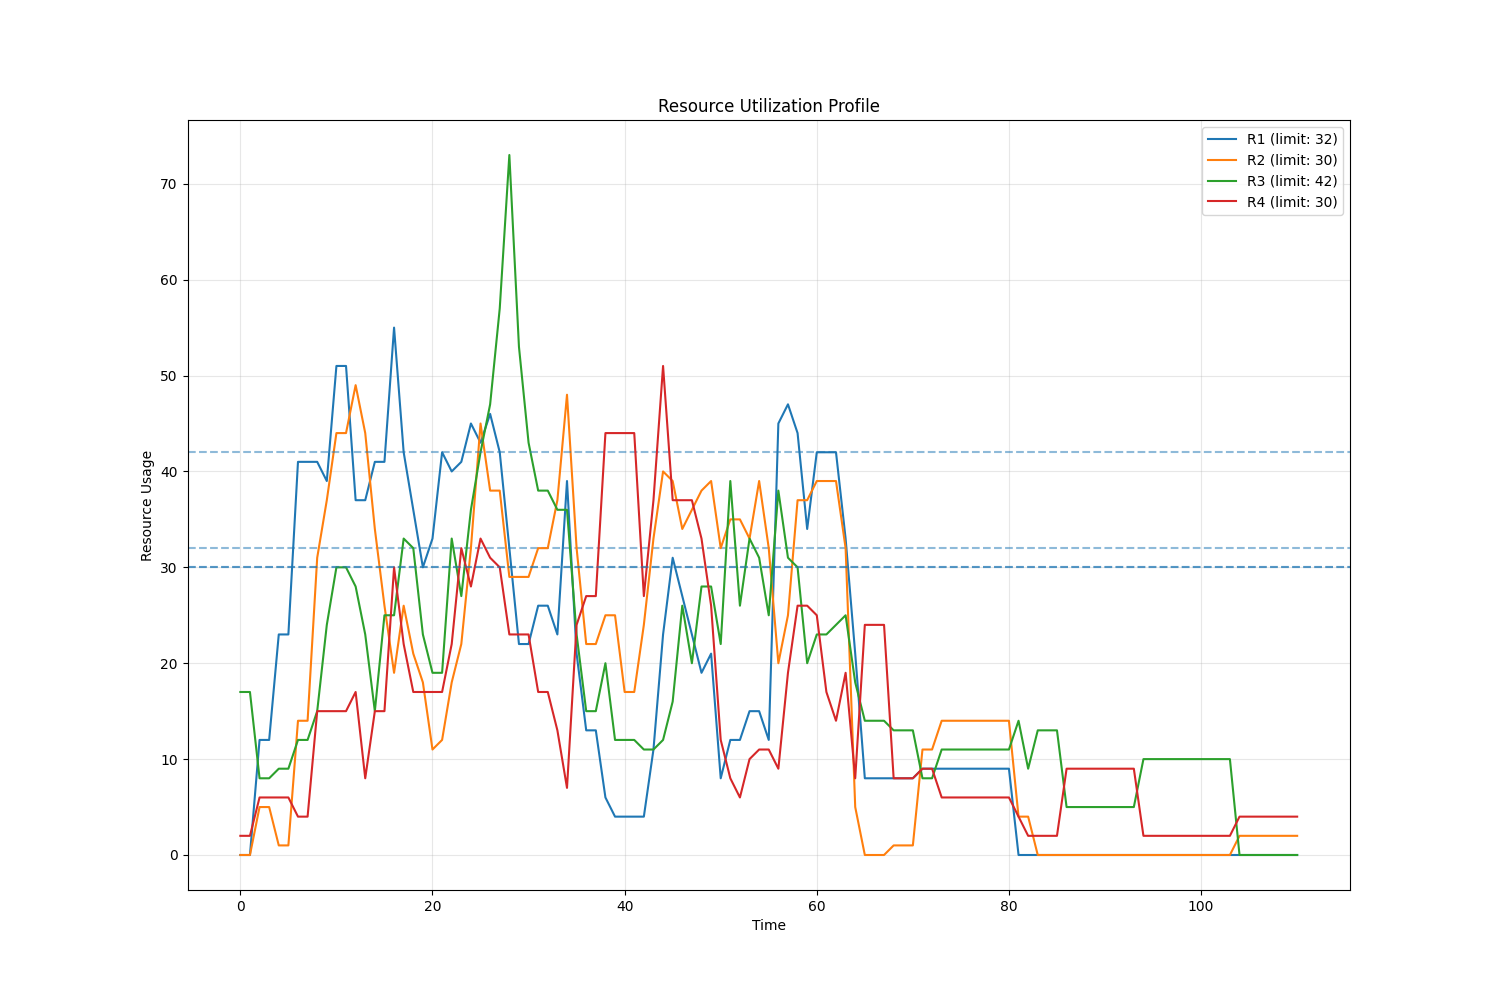 Resource Utilization Profile
R1 (limit: 32)
R2 (limit: 30)
R3 (limit: 42)
R4 (limit: 30)
Resource Usage
70
60
50
40
30
20
10
0
0 20 40 60 80 100
Time